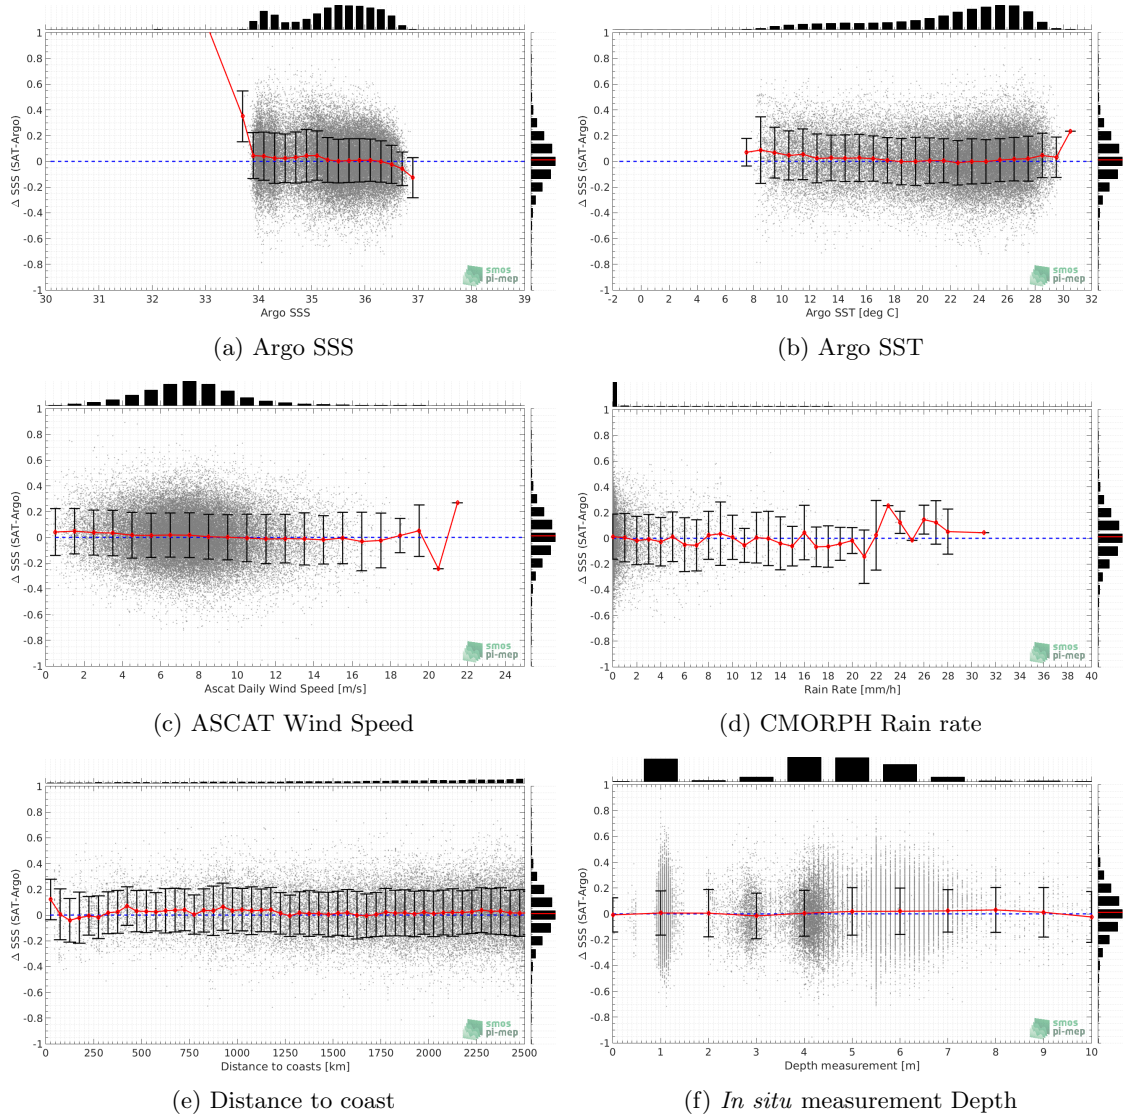 1
0.8
0.6
0.4
0.2
0
-0.2
-0.4
-0.6
-0.8
-1
Δ SSS (SAT-Argo)
30 31 32 33 34 35 36 37 38 39
Argo SSS
smos
pi-mep
(a) Argo SSS
1
0.8
0.6
0.4
0.2
0
-0.2
-0.4
-0.6
-0.8
-1
Δ SSS (SAT-Argo)
-2 0 2 4 6 8 10 12 14 16 18 20 22 24 26 28 30 32
Argo SST [deg C]
smos
pi-mep
(b) Argo SST
1
0.8
0.6
0.4
0.2
0
-0.2
-0.4
-0.6
-0.8
-1
Δ SSS (SAT-Argo)
0 2 4 6 8 10 12 14 16 18 20 22 24
Ascat Daily Wind Speed [m/s]
smos
pi-mep
(c) ASCAT Wind Speed
1
0.8
0.6
0.4
0.2
0
-0.2
-0.4
-0.6
-0.8
-1
Δ SSS (SAT-Argo)
0 2 4 6 8 10 12 14 16 18 20 22 24 26 28 30 32 34 36 38 40
Rain Rate [mm/h]
smos
pi-mep
(d) CMORPH Rain rate
1
0.8
0.6
0.4
0.2
0
-0.2
-0.4
-0.6
-0.8
-1
Δ SSS (SAT-Argo)
0 250 500 750 1000 1250 1500 1750 2000 2250 2500
Distance to coasts [km]
smos
pi-mep
(e) Distance to coast
1
0.8
0.6
0.4
0.2
0
-0.2
-0.4
-0.6
-0.8
-1
Δ SSS (SAT-Argo)
0 1 2 3 4 5 6 7 8 9 10
Depth measurement [m]
smos
pi-mep
(f) In situ measurement Depth